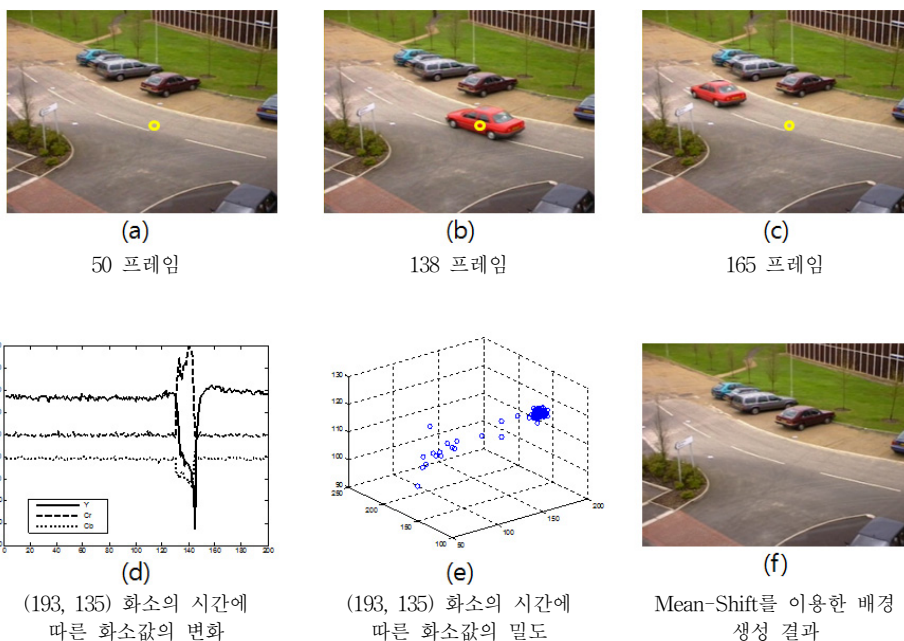 (a)
50 프레임
(b)
138 프레임
(c)
165 프레임
Y
Cr
Cb
0 20 40 60 80 100 120 140 160 180 200
(d)
(193, 135) 화소의 시간에
따른 화소값의 변화
130
120
110
100
90
250
200
150
100
50
100
150
200
(e)
(193, 135) 화소의 시간에
따른 화소값의 밀도
(f)
Mean-Shift를 이용한 배경
생성 결과